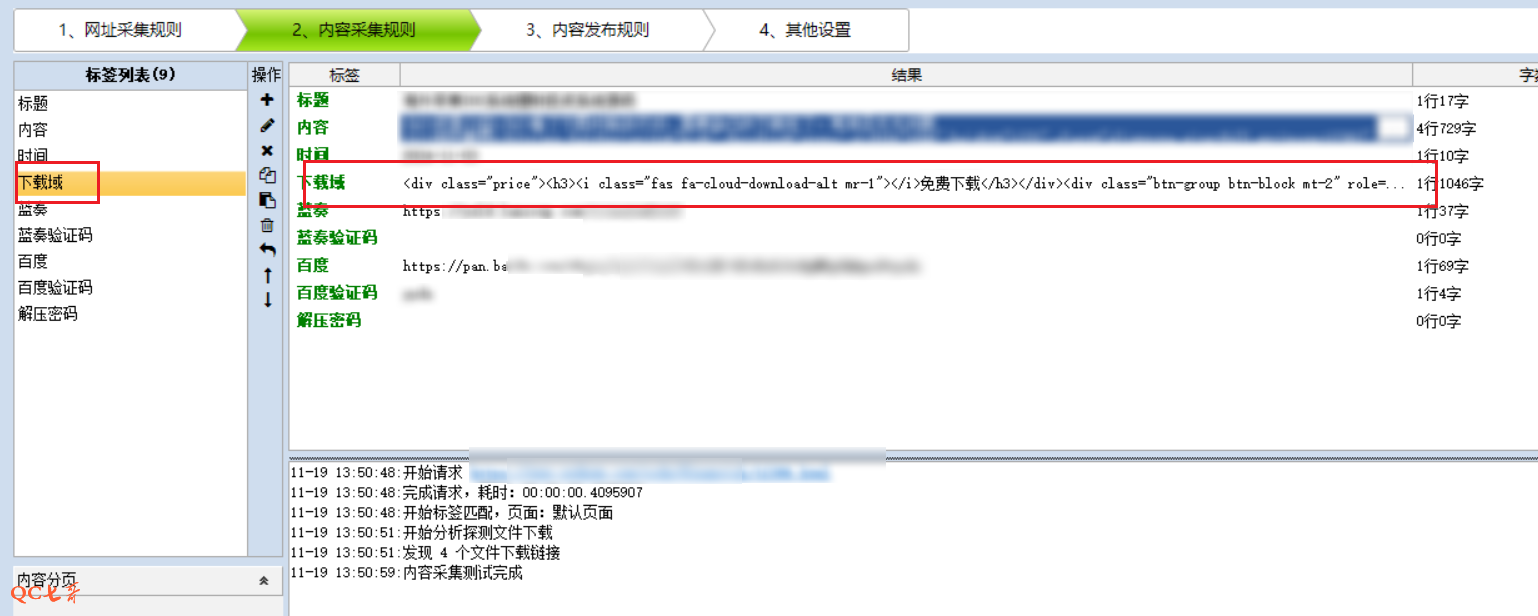 1、网址采集规则
2、内容采集规则
3、内容发布规则
4、其他设置
标签列表(9)
操作
标签
结果
标题
内容
时间
下载域
蓝奏
蓝奏验证码
百度
百度验证码
解压密码
标题
1行17字
内容
4行729字
时间
1行10字
下载域
<div class="price"><h3><i class="fas fa-cloud-download-alt mr-1"></i>免费下载</h3></div><div class="btn-group btn-block mt-2" role=...
1行1046字
蓝奏
https
1行37字
蓝奏验证码
0行0字
百度
https://pan.ba
1行69字
百度验证码
1行4字
解压密码
0行0字
11-19 13:50:48:开始请求
11-19 13:50:48:完成请求，耗时：00:00:00.4095907
11-19 13:50:48:开始标签匹配，页面：默认页面
11-19 13:50:51:开始分析探测文件下载
11-19 13:50:51:发现 4 个文件下载链接
11-19 13:50:59:内容采集测试完成
内容分页
QC七哥